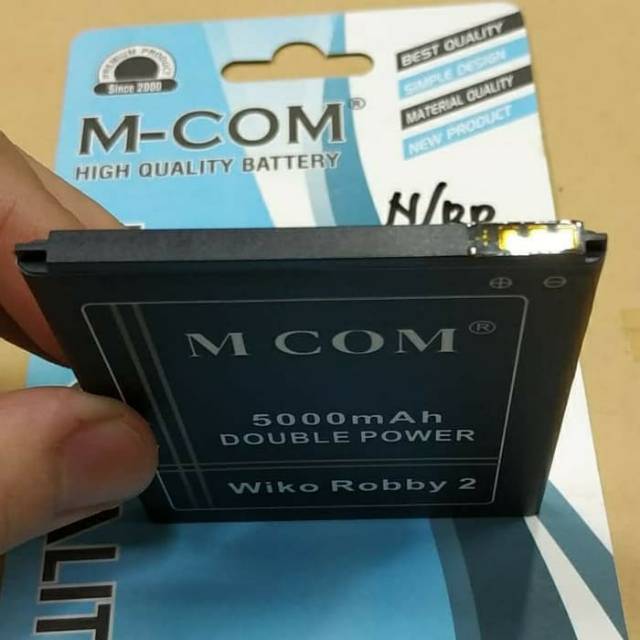 PREMIUM PRODUCT
Since 2000
M-COM®
HIGH QUALITY BATTERY
BEST QUALITY
SIMPLE DESIGN
MATERIAL QUALITY
NEW PRODUCT
M COM®
5000mAh
DOUBLE POWER
Wiko Robby 2